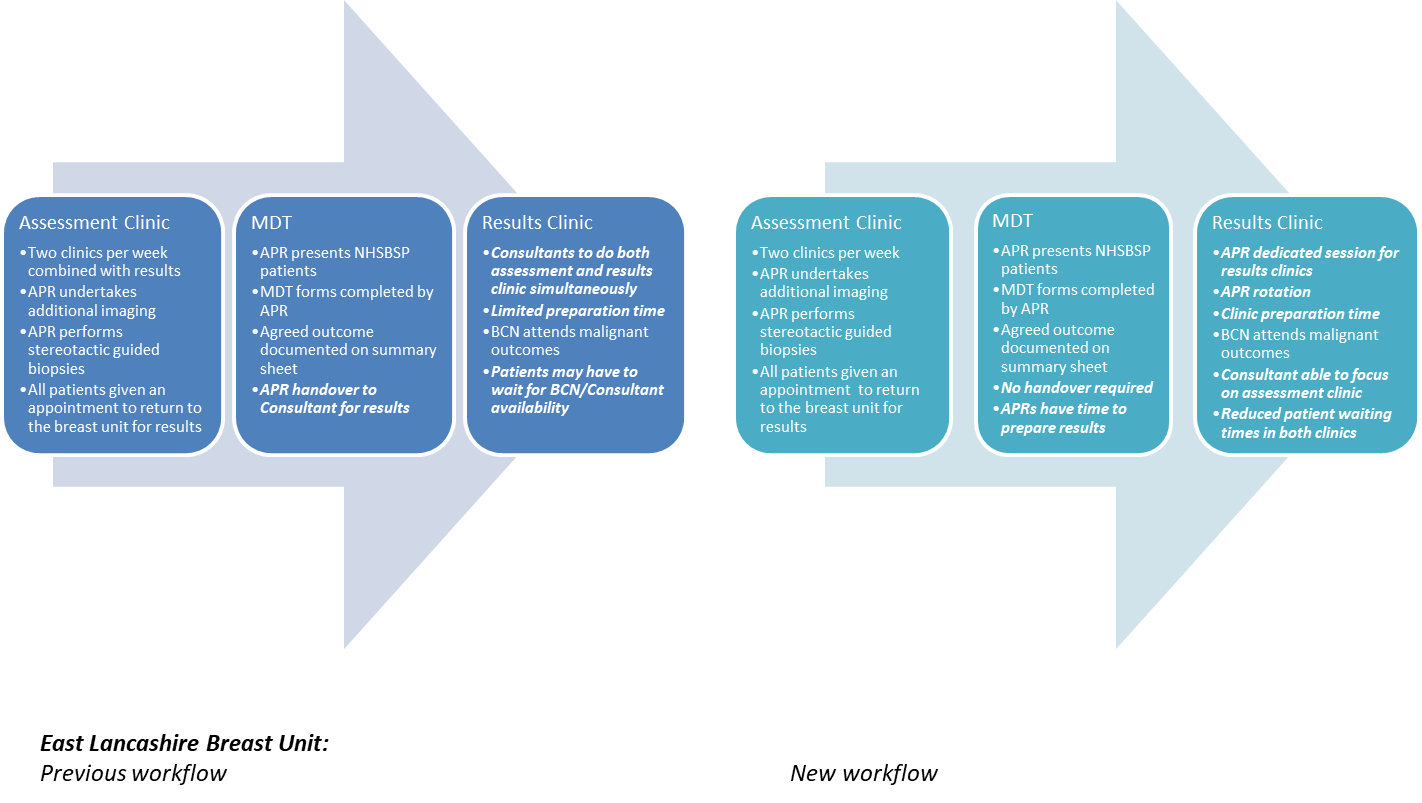 Assessment Clinic
•Two clinics per week
combined with results
•APR undertakes
additional imaging
•APR performs
stereotactic guided
biopsies
•All patients given an
appointment to return to
the breast unit for results
MDT
•APR presents NHSBSP
patients
•MDT forms completed by
APR
•Agreed outcome
documented on summary
sheet
•APR handover to
Consultant for results
Results Clinic
•Consultants to do both
assessment and results
clinic simultaneously
•Limited preparation time
•BCN attends malignant
outcomes
•Patients may have to
wait for BCN/Consultant
availability
Assessment Clinic
•Two clinics per week
•APR undertakes
additional imaging
•APR performs
stereotactic guided
biopsies
•All patients given an
appointment to return
to the breast unit for
results
MDT
•APR presents NHSBSP
patients
•MDT forms completed
by APR
•Agreed outcome
documented on
summary sheet
•No handover required
•APRs have time to
prepare results
Results Clinic
•APR dedicated session for
results clinics
•APR rotation
•Clinic preparation time
•BCN attends malignant
outcomes
•Consultant able to focus
on assessment clinic
•Reduced patient waiting
times in both clinics
East Lancashire Breast Unit:
Previous workflow
New workflow